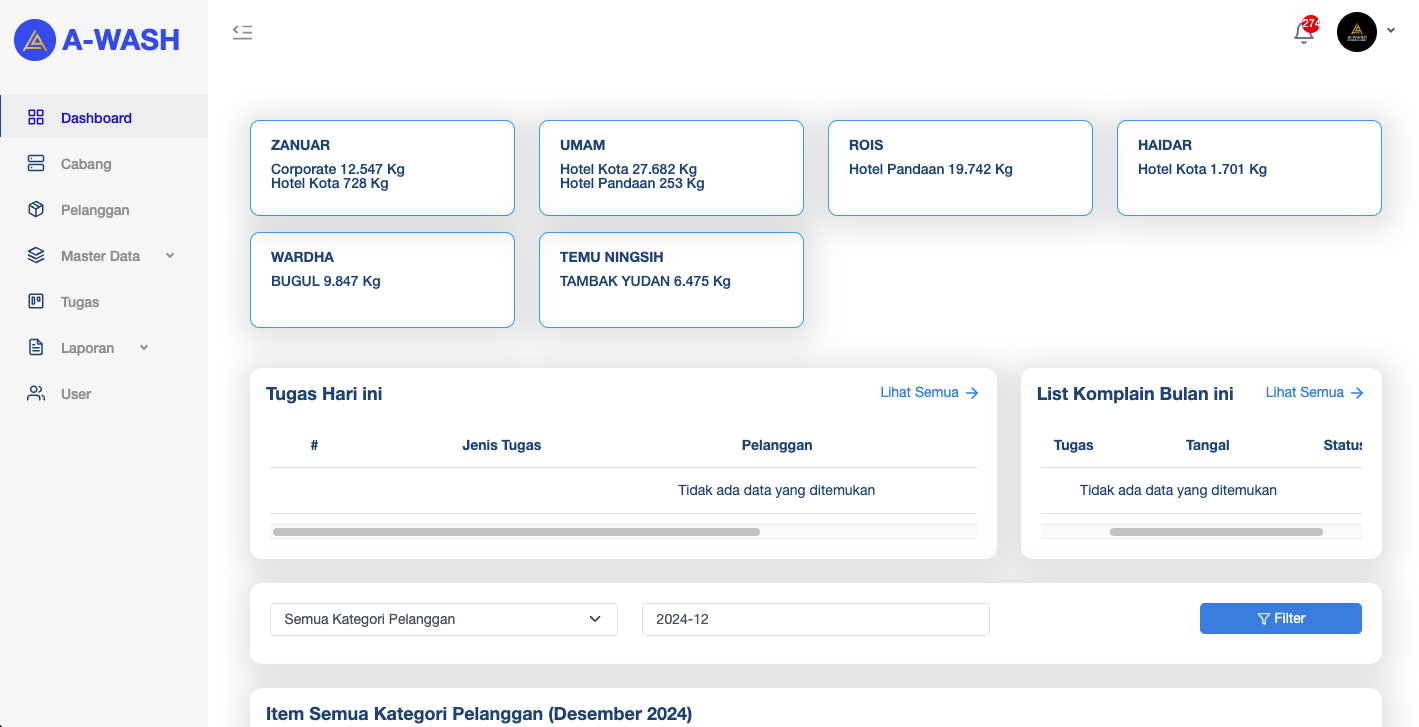 A-WASH
274
Dashboard
Cabang
Pelanggan
Master Data
Tugas
Laporan
User
ZANUAR
Corporate 12.547 Kg
Hotel Kota 728 Kg
UMAM
Hotel Kota 27.682 Kg
Hotel Pandaan 253 Kg
ROIS
Hotel Pandaan 19.742 Kg
HAIDAR
Hotel Kota 1.701 Kg
WARDHA
BUGUL 9.847 Kg
TEMU NINGSIH
TAMBAK YUDAN 6.475 Kg
Tugas Hari ini
Lihat Semua
# Jenis Tugas Pelanggan
Tidak ada data yang ditemukan
List Komplain Bulan ini
Lihat Semua
Tugas Tangal Status
Tidak ada data yang ditemukan
Semua Kategori Pelanggan
2024-12
Filter
Item Semua Kategori Pelanggan (Desember 2024)